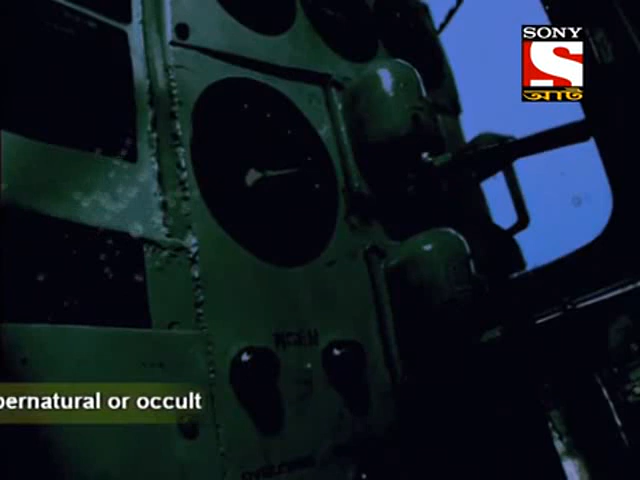 SONY
S
আট
pernatural or occult